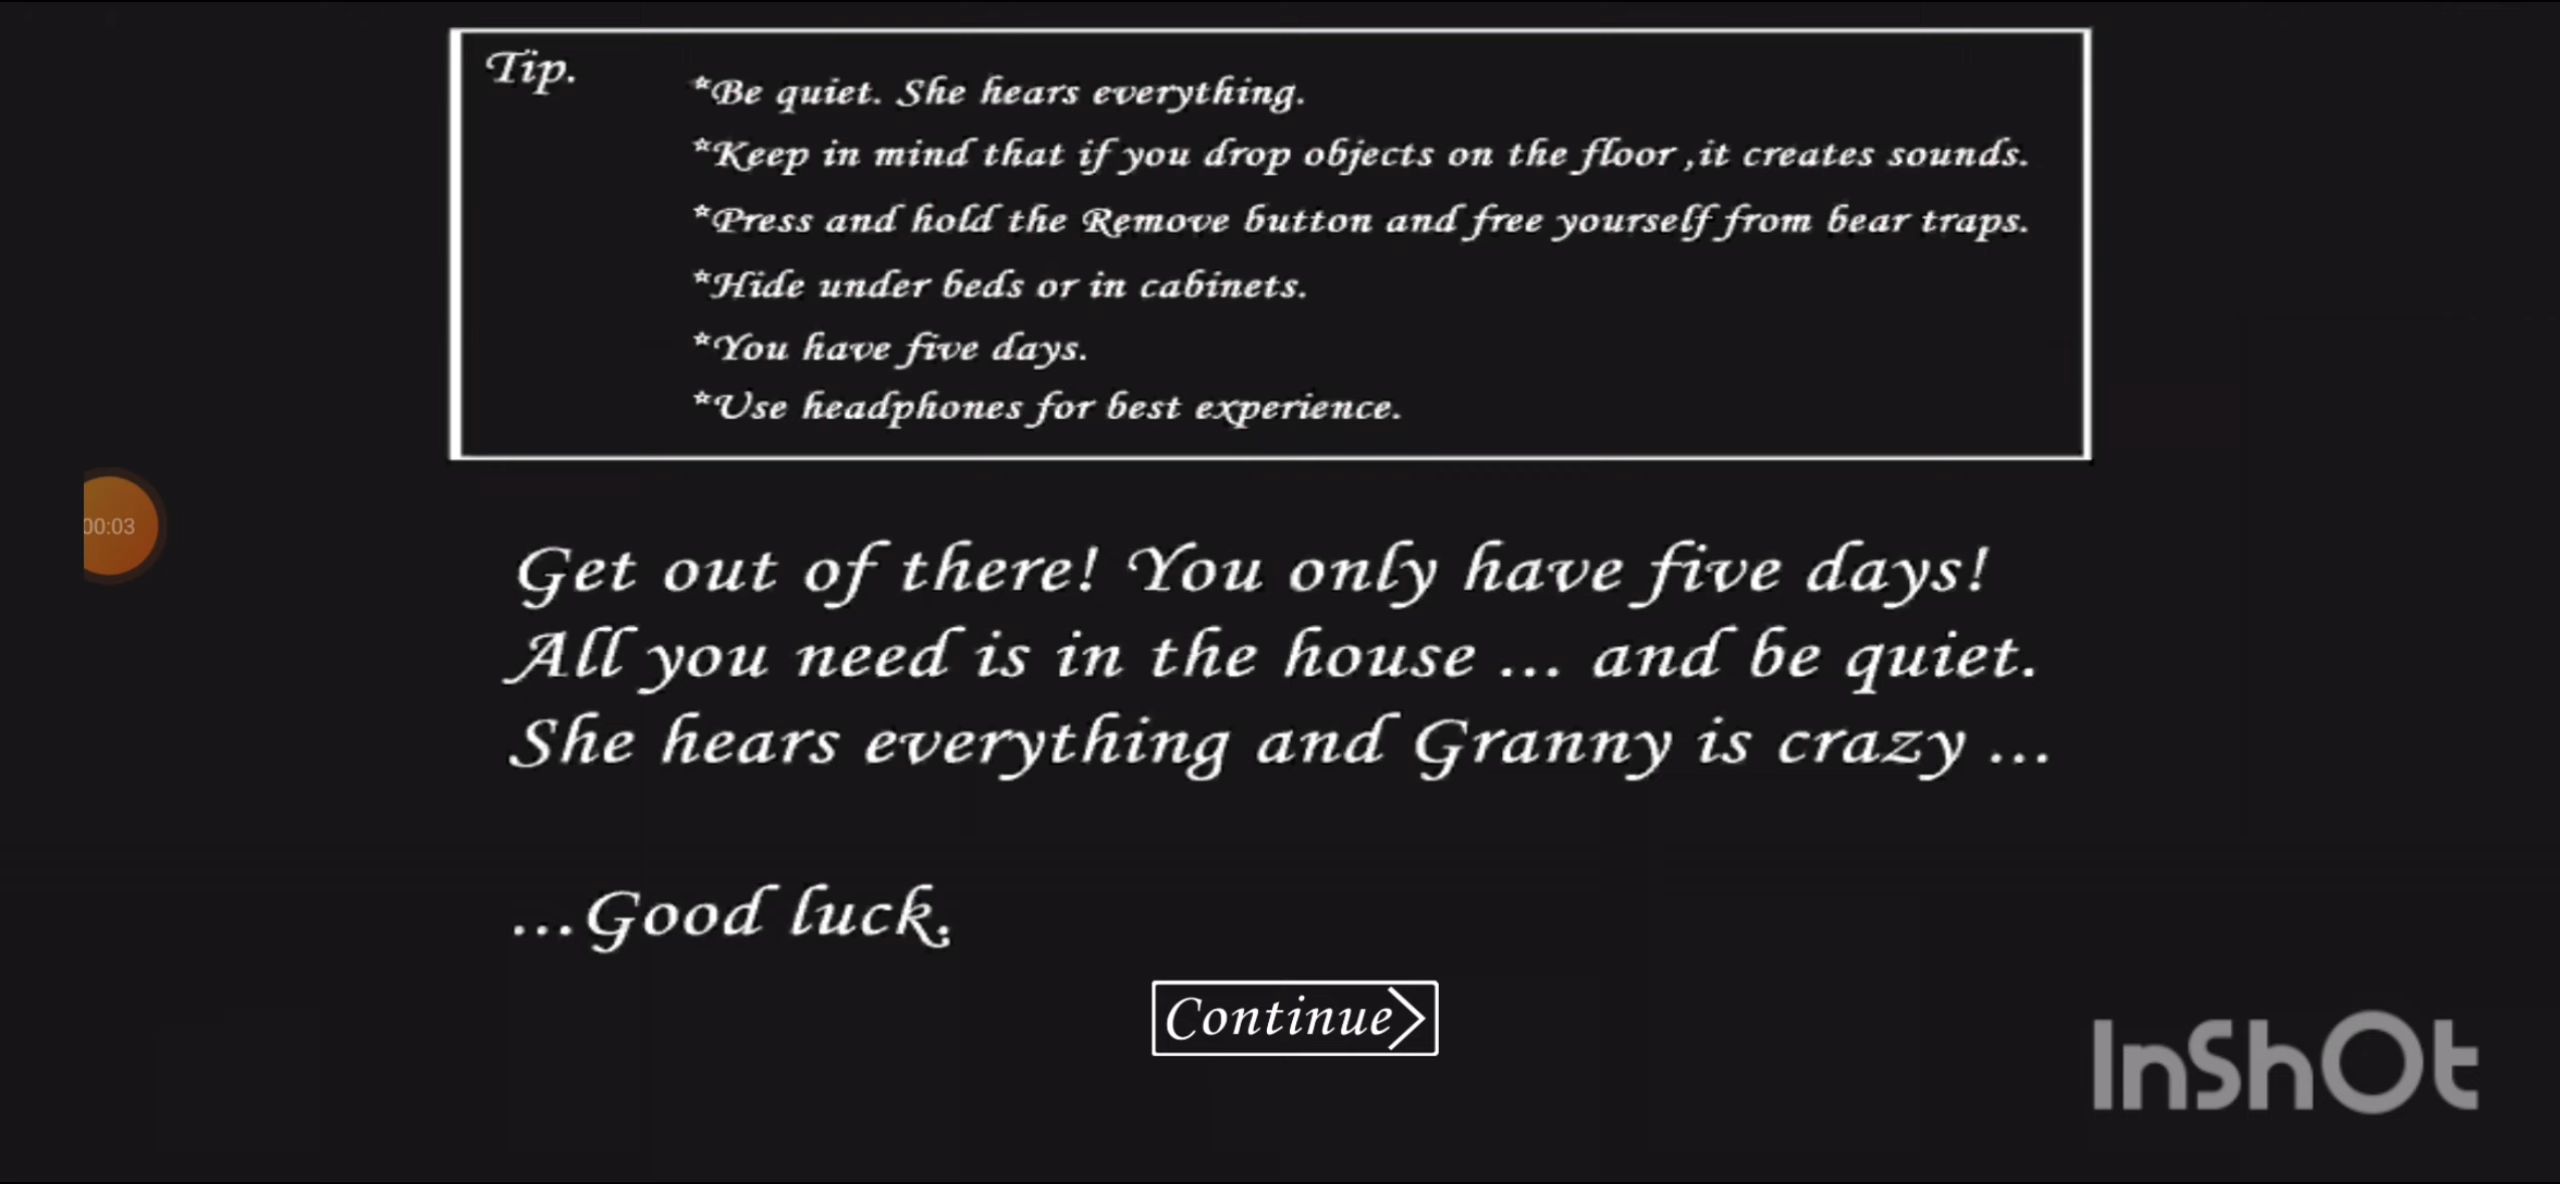 Tip.
*Be quiet. She hears everything.
*Keep in mind that if you drop objects on the floor ,it creates sounds.
*Press and hold the Remove button and free yourself from bear traps.
*Hide under beds or in cabinets.
*You have five days.
*Use headphones for best experience.
00:03
Get out of there! You only have five days!
All you need is in the house ... and be quiet.
She hears everything and Granny is crazy ...
...Good luck.
Continue
InShOt